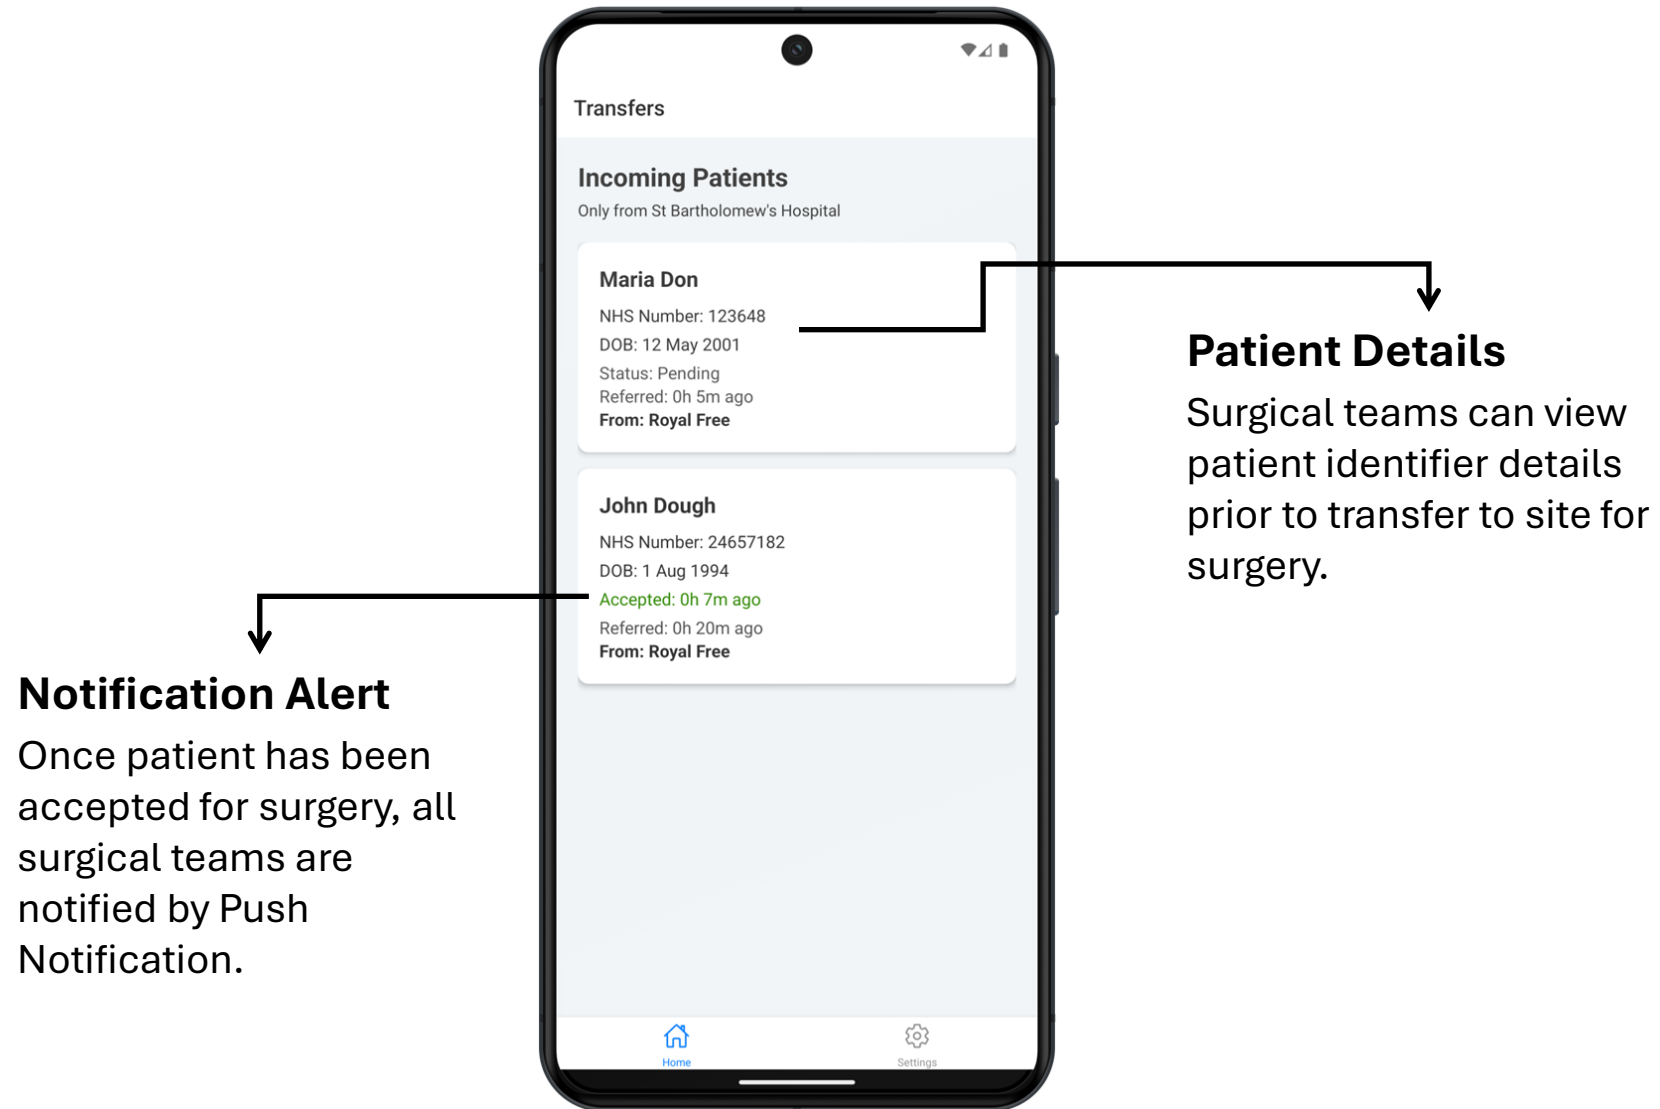 Transfers
Incoming Patients
Only from St Bartholomew's Hospital
Maria Don
NHS Number: 123648
DOB: 12 May 2001
Status: Pending
Referred: 0h 5m ago
From: Royal Free
John Dough
NHS Number: 24657182
DOB: 1 Aug 1994
Accepted: 0h 7m ago
Referred: 0h 20m ago
From: Royal Free
Home
Settings
Patient Details
Surgical teams can view
patient identifier details
prior to transfer to site for
surgery.
Notification Alert
Once patient has been
accepted for surgery, all
surgical teams are
notified by Push
Notification.